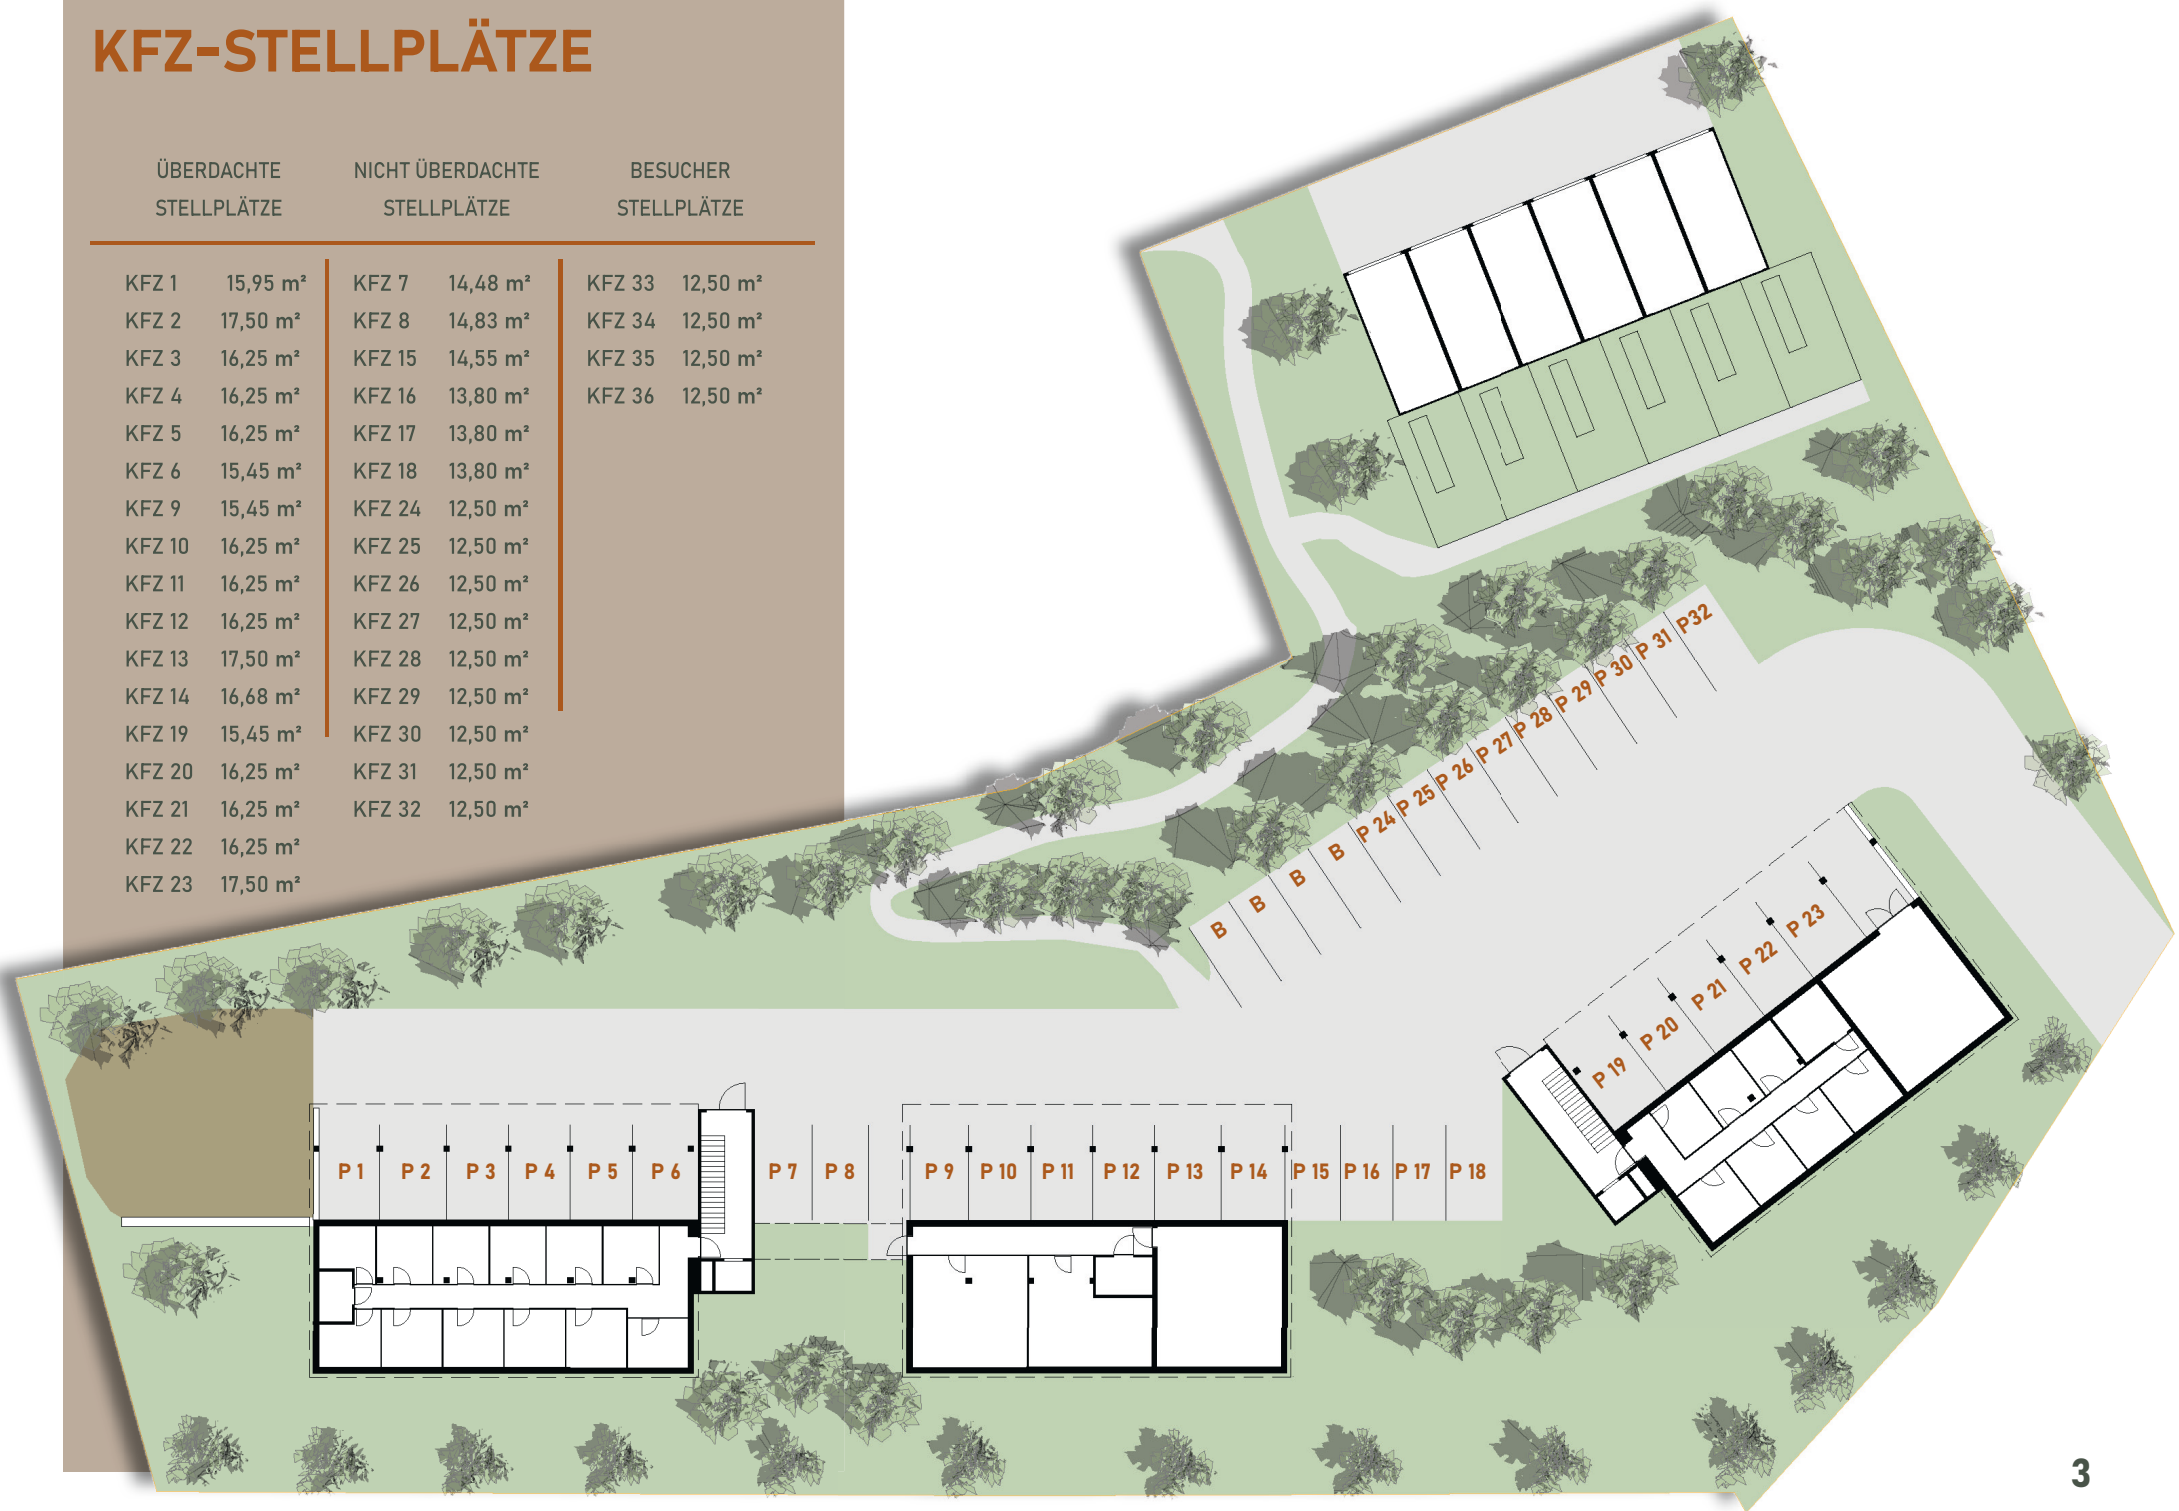 KFZ-STELLPLÄTZE
ÜBERDACHTE
STELLPLÄTZE
NICHT ÜBERDACHTE
STELLPLÄTZE
BESUCHER
STELLPLÄTZE
KFZ 1 15,95 m²
KFZ 2 17,50 m²
KFZ 3 16,25 m²
KFZ 4 16,25 m²
KFZ 5 16,25 m²
KFZ 6 15,45 m²
KFZ 9 15,45 m²
KFZ 10 16,25 m²
KFZ 11 16,25 m²
KFZ 12 16,25 m²
KFZ 13 17,50 m²
KFZ 14 16,68 m²
KFZ 19 15,45 m²
KFZ 20 16,25 m²
KFZ 21 16,25 m²
KFZ 22 16,25 m²
KFZ 23 17,50 m²
KFZ 7 14,48 m²
KFZ 8 14,83 m²
KFZ 15 14,55 m²
KFZ 16 13,80 m²
KFZ 17 13,80 m²
KFZ 18 13,80 m²
KFZ 24 12,50 m²
KFZ 25 12,50 m²
KFZ 26 12,50 m²
KFZ 27 12,50 m²
KFZ 28 12,50 m²
KFZ 29 12,50 m²
KFZ 30 12,50 m²
KFZ 31 12,50 m²
KFZ 32 12,50 m²
KFZ 33 12,50 m²
KFZ 34 12,50 m²
KFZ 35 12,50 m²
KFZ 36 12,50 m²
B
B
B
B
P 24
P 25
P 26
P 27
P 28
P 29
P 30
P 31
P32
P 19
P 20
P 21
P 22
P 23
P 1
P 2
P 3
P 4
P 5
P 6
P 7
P 8
P 9
P 10
P 11
P 12
P 13
P 14
P 15
P 16
P 17
P 18
3